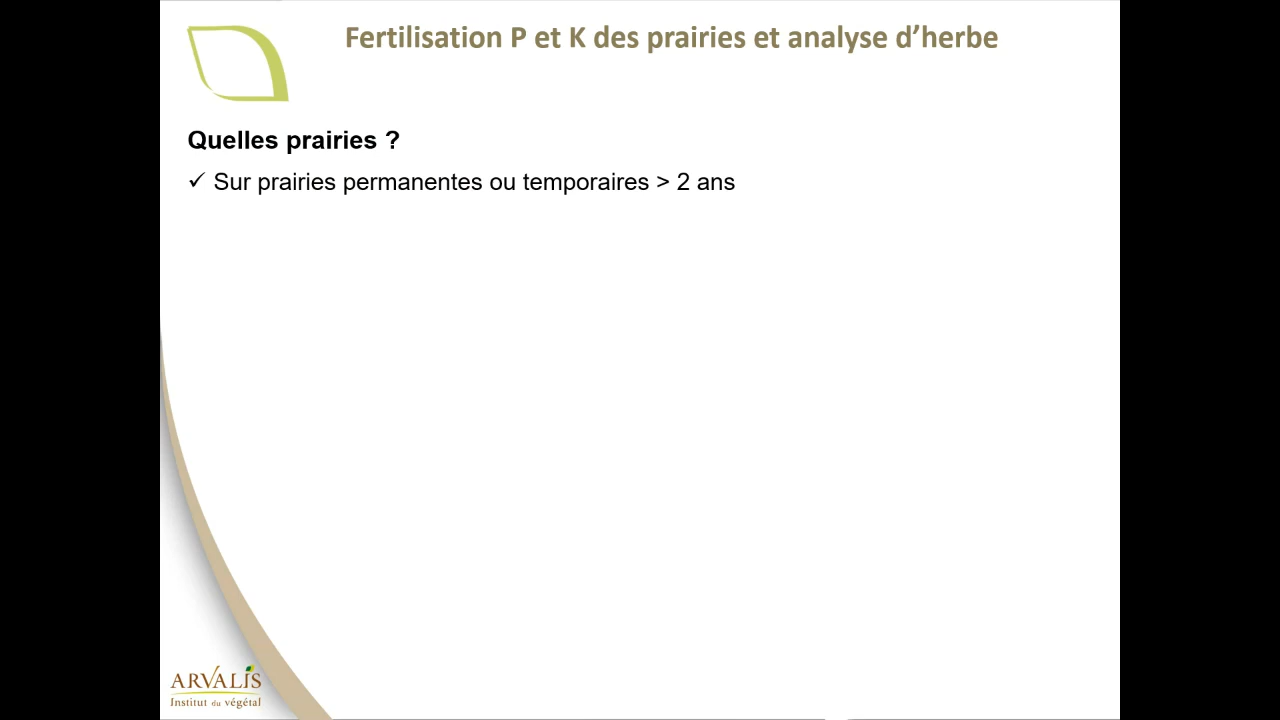 Fertilisation P et K des prairies et analyse d’herbe
Quelles prairies ?
✓ Sur prairies permanentes ou temporaires > 2 ans
ARVALIS
Institut du végétal